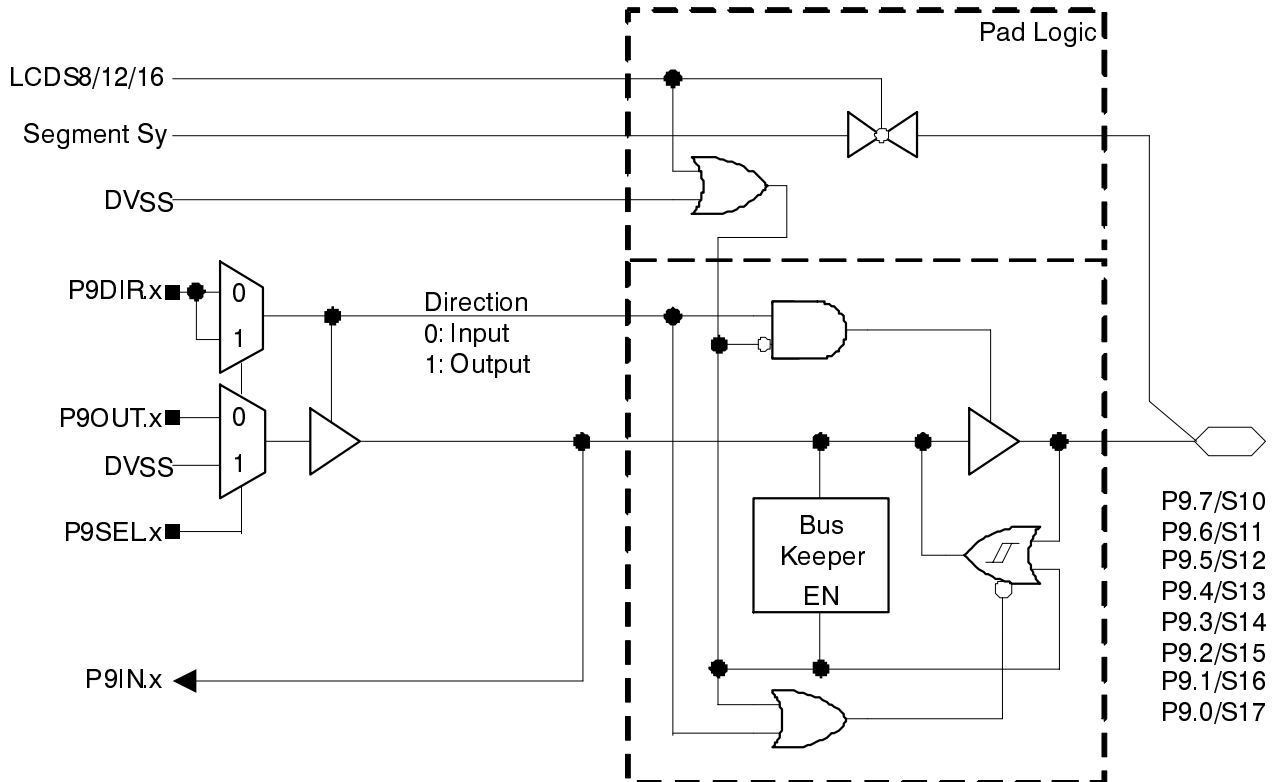 Pad Logic
LCDS8/12/16
Segment Sy
DVSS
P9DIR.x
0
1
Direction
0: Input
1: Output
P9OUT.x
0
DVSS
1
P9SEL.x
Bus
Keeper
EN
P9IN.x
P9.7/S10
P9.6/S11
P9.5/S12
P9.4/S13
P9.3/S14
P9.2/S15
P9.1/S16
P9.0/S17